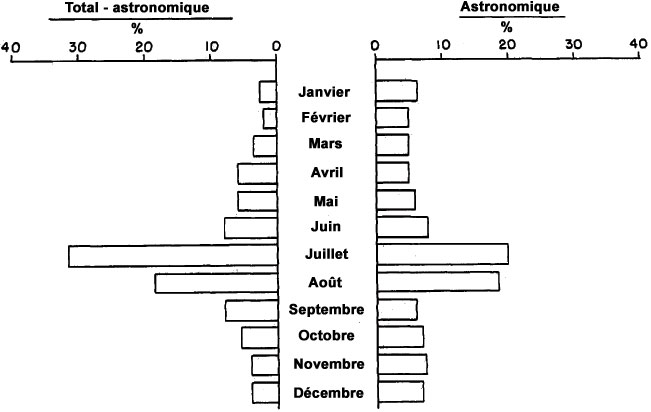 Total - astronomique Astronomique
% %
40 30 20 10 0 0 10 20 30 40
Janvier
Février
Mars
Avril
Mai
Juin
Juillet
Août
Septembre
Octobre
Novembre
Décembre